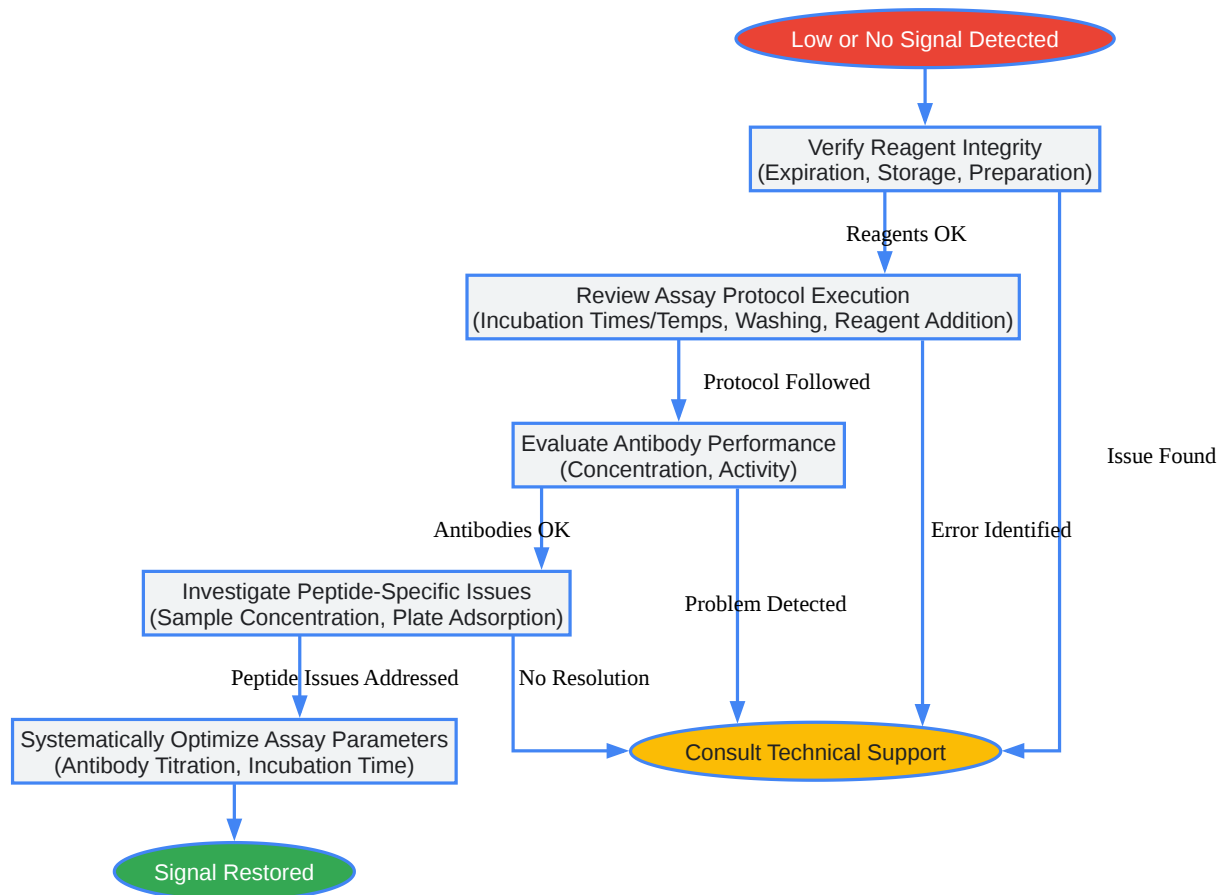 Low or No Signal Detected
Verify Reagent Integrity
(Expiration, Storage, Preparation)
Reagents OK
Review Assay Protocol Execution
(Incubation Times/Temps, Washing, Reagent Addition)
Protocol Followed
Evaluate Antibody Performance
(Concentration, Activity)
Issue Found
Antibodies OK
Error Identified
Investigate Peptide-Specific Issues
(Sample Concentration, Plate Adsorption)
Problem Detected
Peptide Issues Addressed
No Resolution
Systematically Optimize Assay Parameters
(Antibody Titration, Incubation Time)
Consult Technical Support
Signal Restored